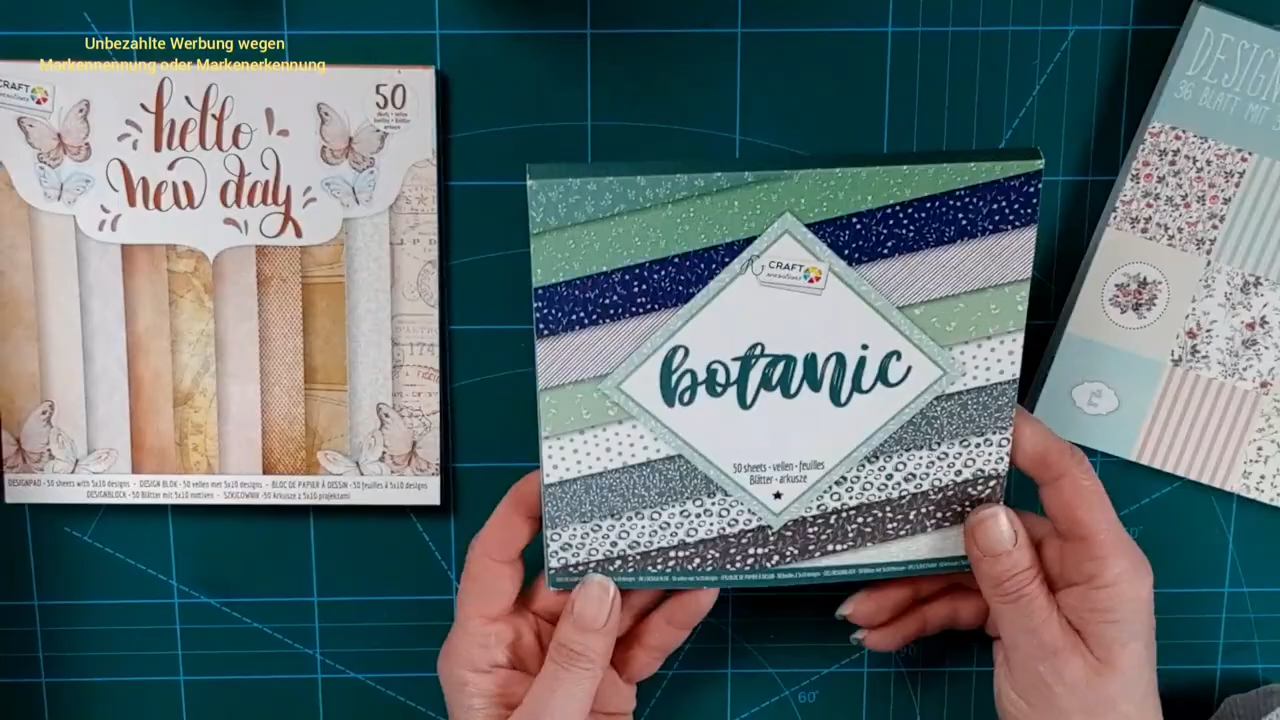 Unbezahlte Werbung wegen
Markennennung oder Markenerkennung
CRAFT
50
hello
new day
DESIGNPAD - 50 sheets with 5x10 designs - DESIGN BLOK - 50 vellen met 5x10 designs - BLOC DE PAPIER À DESSIN - 50 feuilles à 5x10 designs
DESIGNBLOCK - 50 Blätter mit 5x10 motiven - SZKICOWNIK - 50 Arkusze z 5x10 projektami
CRAFT
botanic
50 sheets - vellen - feuilles
Blätter - arkusze
DESIGN
36 BLATT MIT
60°